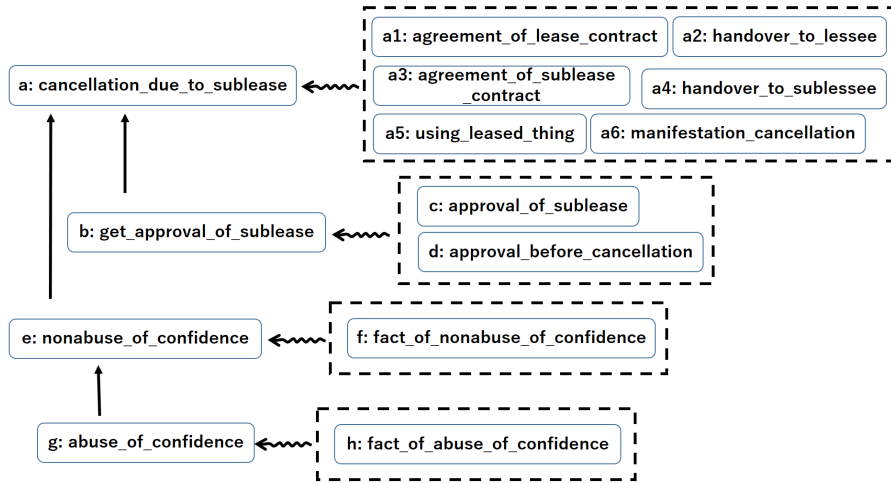 a1: agreement_of_lease_contract
a2: handover_to_lessee
a: cancellation_due_to_sublease
a3: agreement_of_sublease
_contract
a4: handover_to_sublessee
a5: using_leased_thing
a6: manifestation_cancellation
c: approval_of_sublease
b: get_approval_of_sublease
d: approval_before_cancellation
e: nonabuse_of_confidence
f: fact_of_nonabuse_of_confidence
g: abuse_of_confidence
h: fact_of_abuse_of_confidence